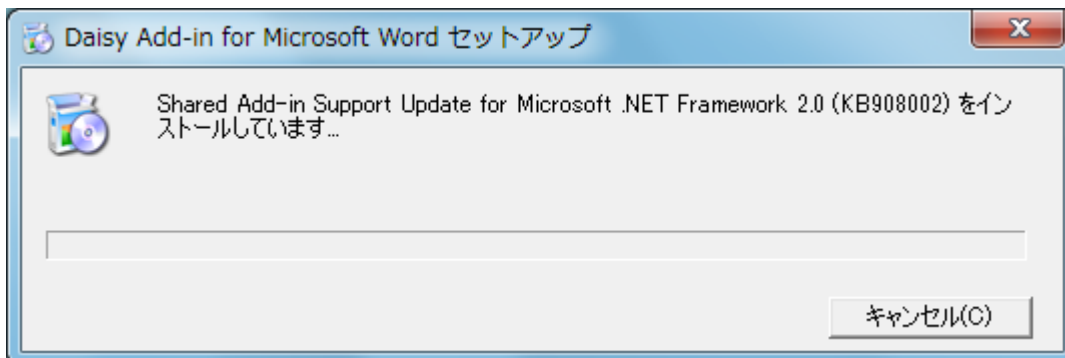 Daisy Add-in for Microsoft Word セットアップ
Shared Add-in Support Update for Microsoft .NET Framework 2.0 (KB908002) をイン
ストールしています...
キャンセル(C)